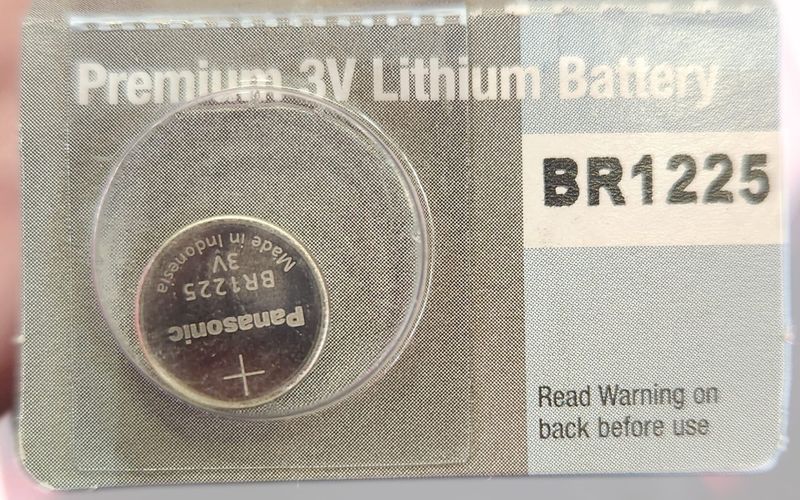 Premium 3V Lithium Battery
BR1225
Made in Indonesia
3V
BR1225
Panasonic
+
Read Warning on
back before use